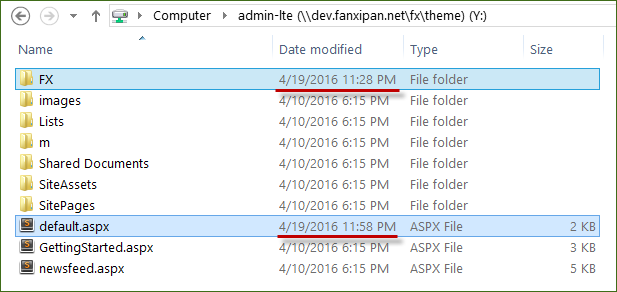 Computer admin-lte (\\dev.fanxipan.net\fx\theme) (Y:)
Name Date modified Type Size
FX 4/19/2016 11:28 PM File folder
images 4/10/2016 6:15 PM File folder
Lists 4/10/2016 6:15 PM File folder
m 4/10/2016 6:15 PM File folder
Shared Documents 4/10/2016 6:15 PM File folder
SiteAssets 4/10/2016 6:15 PM File folder
SitePages 4/10/2016 6:15 PM File folder
default.aspx 4/19/2016 11:58 PM ASPX File 2 KB
GettingStarted.aspx 4/10/2016 6:15 PM ASPX File 3 KB
newsfeed.aspx 4/10/2016 6:15 PM ASPX File 5 KB